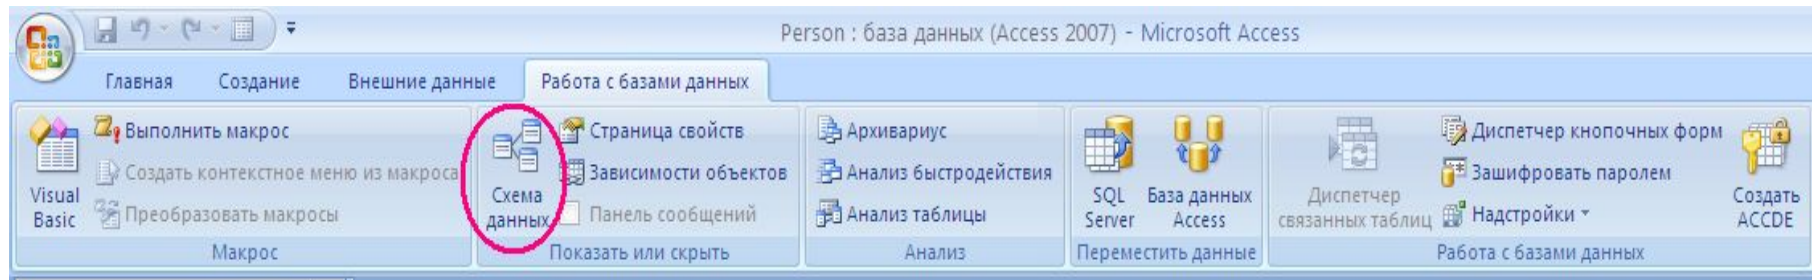 Person : база данных (Access 2007) - Microsoft Access
Главная Создание Внешние данные Работа с базами данных
Visual Basic
Выполнить макрос
Создать контекстное меню из макроса
Преобразовать макросы
Макрос
Схема данных
Страница свойств
Зависимости объектов
Панель сообщений
Показать или скрыть
Архивариус
Анализ быстродействия
Анализ таблицы
Анализ
SQL Server
База данных Access
Переместить данные
Диспетчер связанных таблиц
Диспетчер кнопочных форм
Зашифровать паролем
Надстройки
Создать ACCDE
Работа с базами данных